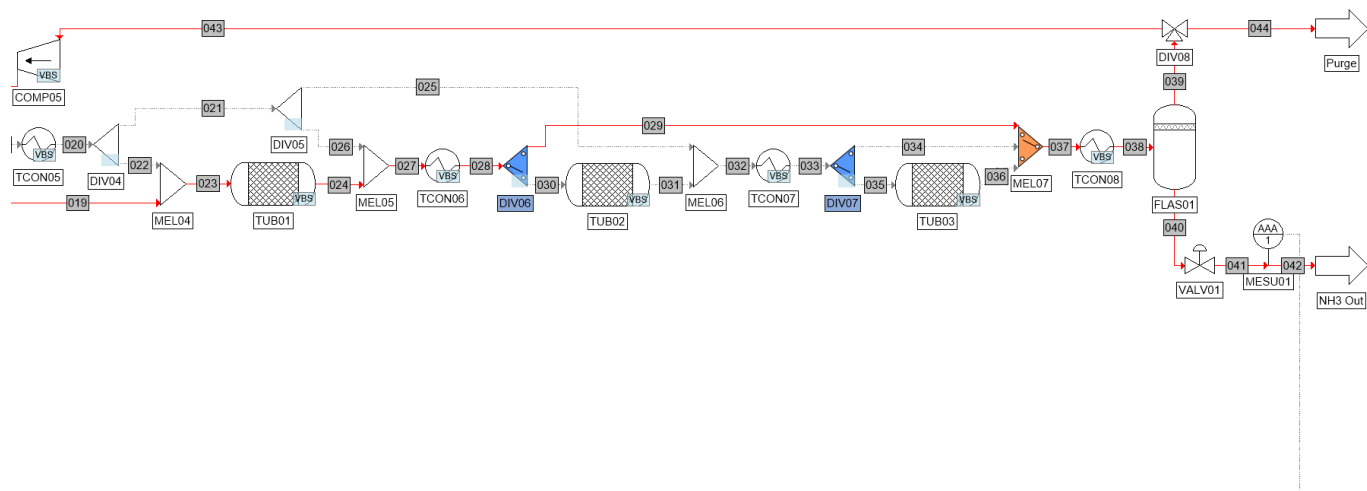 043
044
DIV08
Purge
VBS
COMP05
039
025
021
029
DIV05
020
VBS
TCON05
026
034
022
DIV04
027
028
VBS
032
033
VBS
037
038
VBS
023
024
030
031
035
036
MEL04
VBS
TUB01
MEL05
TCON06
DIV06
VBS
TUB02
MEL06
TCON07
DIV07
VBS
TUB03
MEL07
TCON08
FLAS01
019
040
AAA
1
041
042
VALV01
MESU01
NH3 Out